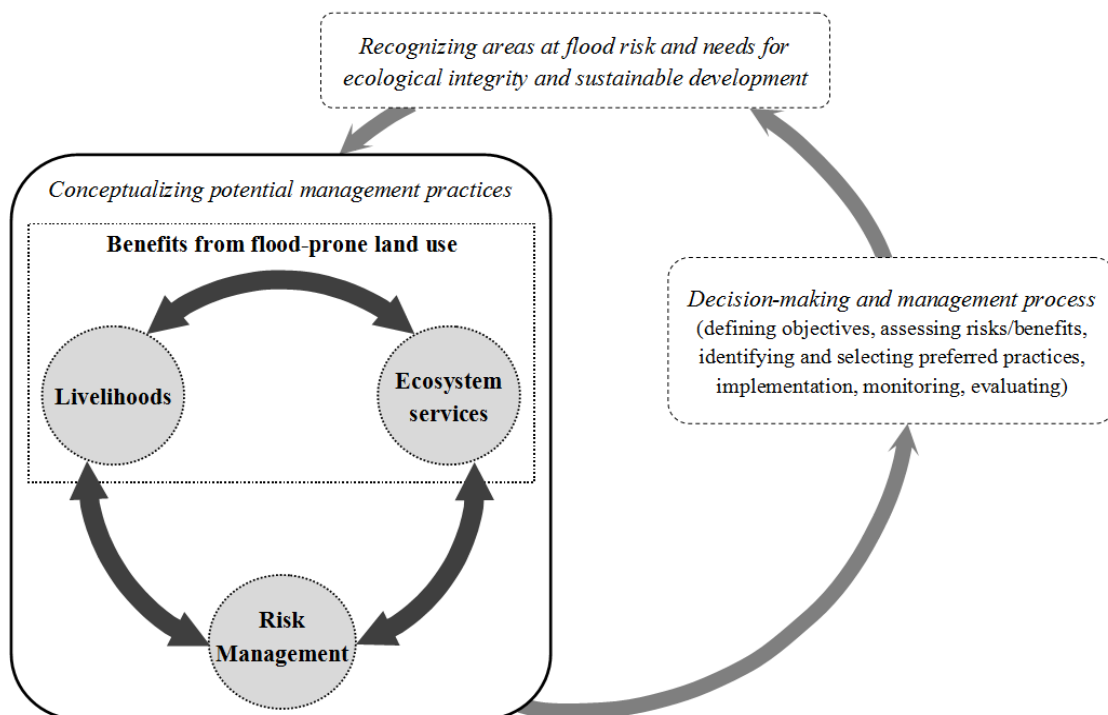 Recognizing areas at flood risk and needs for
ecological integrity and sustainable development
Conceptualizing potential management practices
Benefits from flood-prone land use
Livelihoods
Ecosystem
services
Risk
Management
Decision-making and management process
(defining objectives, assessing risks/benefits,
identifying and selecting preferred practices,
implementation, monitoring, evaluating)